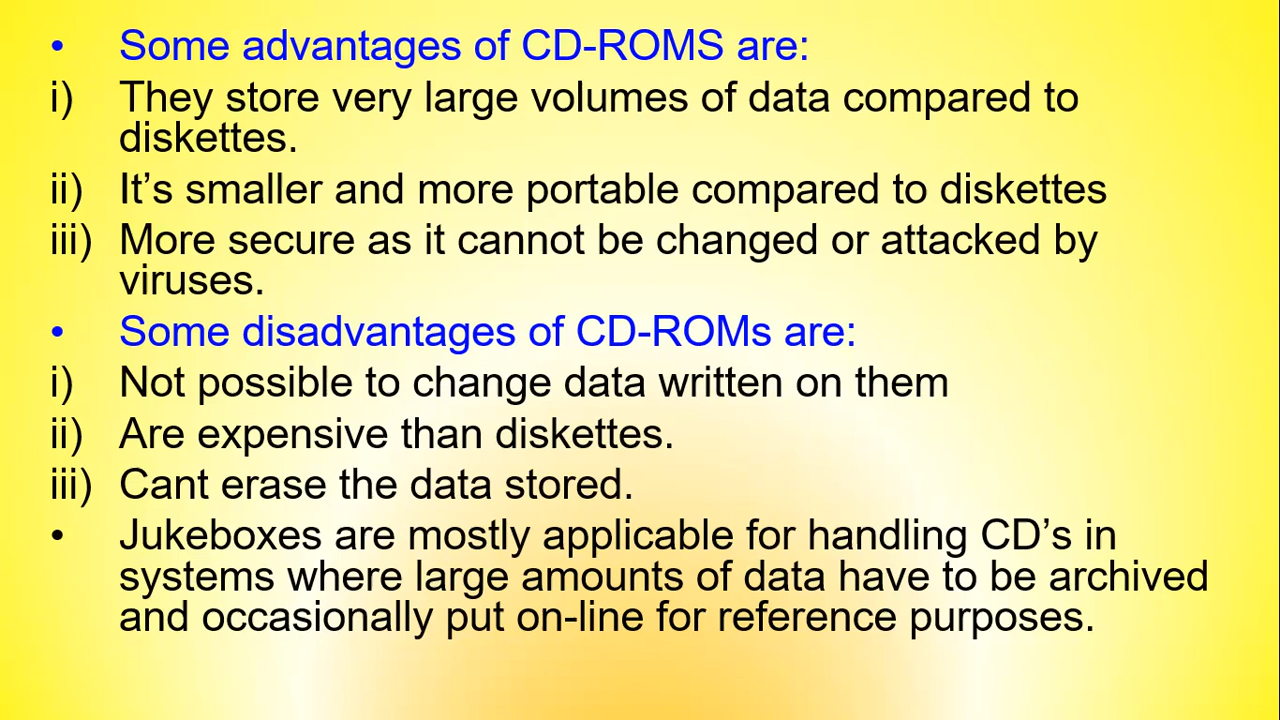 • Some advantages of CD-ROMS are:
i) They store very large volumes of data compared to
diskettes.
ii) It’s smaller and more portable compared to diskettes
iii) More secure as it cannot be changed or attacked by
viruses.
• Some disadvantages of CD-ROMs are:
i) Not possible to change data written on them
ii) Are expensive than diskettes.
iii) Cant erase the data stored.
• Jukeboxes are mostly applicable for handling CD’s in
systems where large amounts of data have to be archived
and occasionally put on-line for reference purposes.